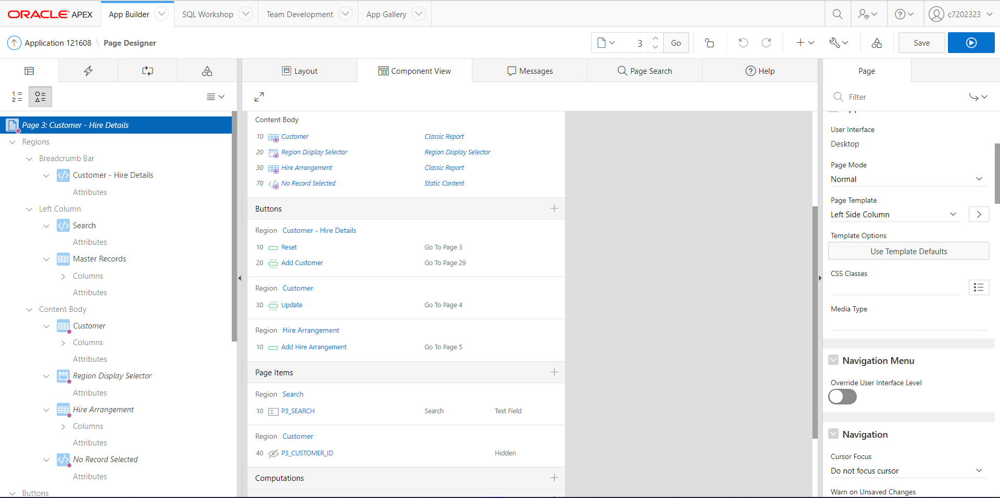 ORACLE APEX
App Builder
SQL Workshop
Team Development
App Gallery
c7202323
Application 121608 \ Page Designer
3
Go
Save
Layout
Component View
Messages
Page Search
Help
Page
1
2
Filter
Page 3: Customer - Hire Details
Regions
Breadcrumb Bar
Customer - Hire Details
Attributes
Left Column
Search
Attributes
Master Records
Columns
Attributes
Content Body
Customer
Columns
Attributes
Region Display Selector
Attributes
Hire Arrangement
Columns
Attributes
No Record Selected
Attributes
Buttons
Content Body
10 Customer Classic Report
20 Region Display Selector Region Display Selector
30 Hire Arrangement Classic Report
70 No Record Selected Static Content
Buttons
Region Customer - Hire Details
10 Reset Go To Page 3
20 Add Customer Go To Page 29
Region Customer
30 Update Go To Page 4
Region Hire Arrangement
10 Add Hire Arrangement Go To Page 5
Page Items
Region Search
10 P3_SEARCH Search Text Field
Region Customer
40 P3_CUSTOMER_ID Hidden
Computations
User Interface
Desktop
Page Mode
Normal
Page Template
Left Side Column
Template Options
Use Template Defaults
CSS Classes
Media Type
Navigation Menu
Override User Interface Level
Navigation
Cursor Focus
Do not focus cursor
Warn on Unsaved Changes